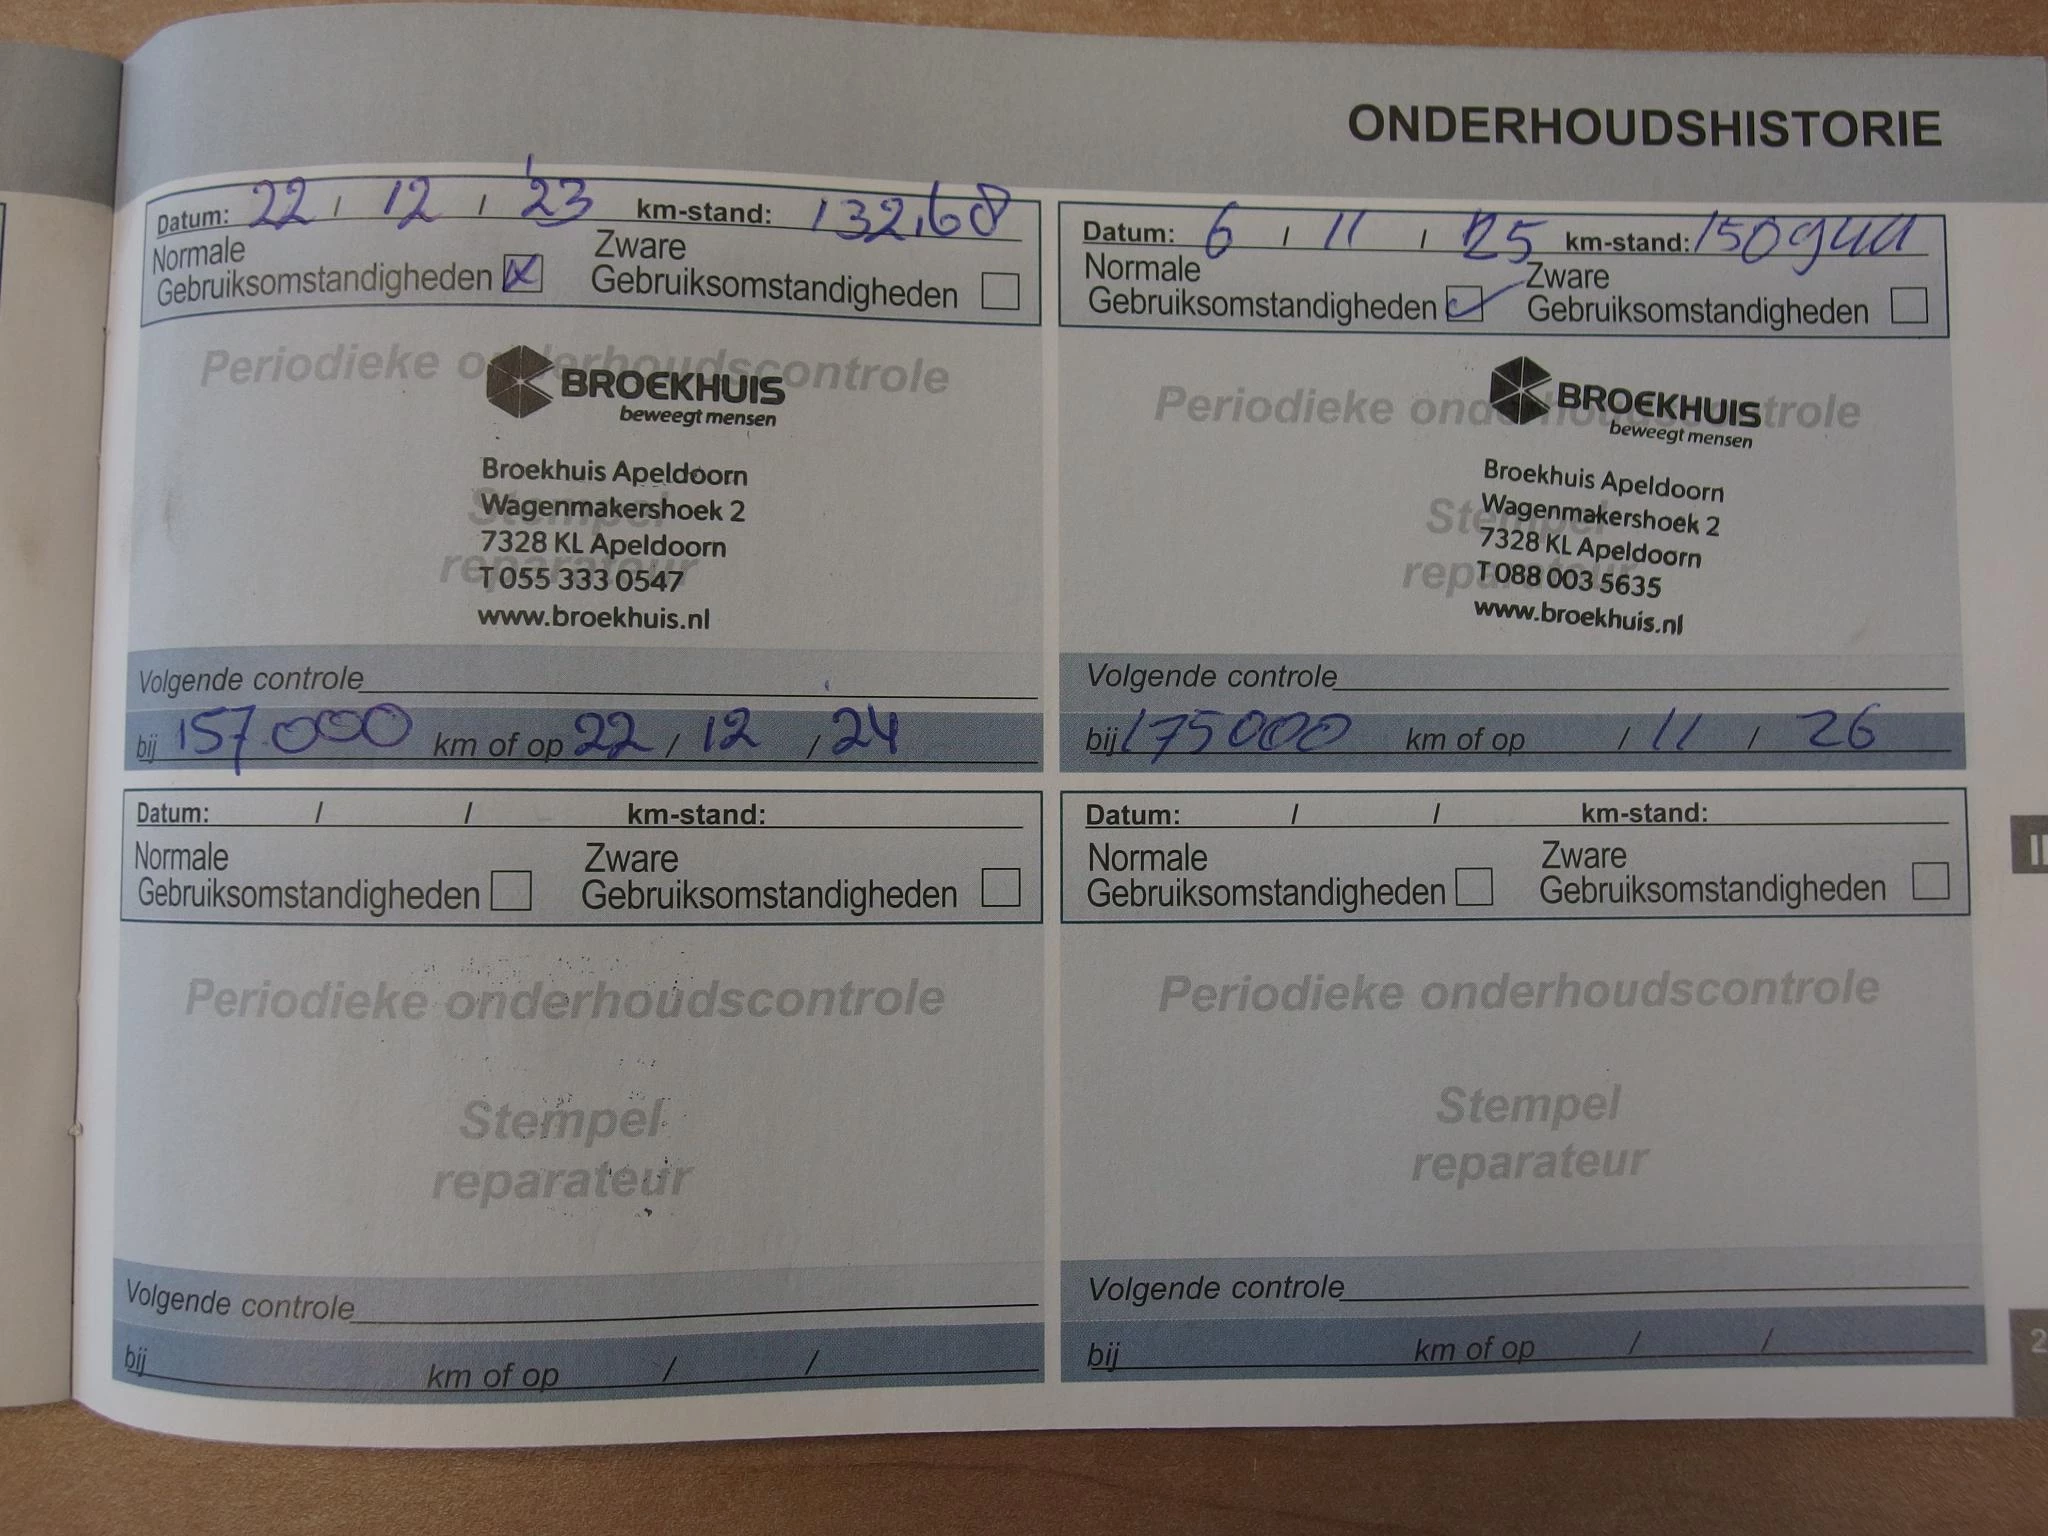 ONDERHOUDSHISTORIE
Datum: 22 / 12 / '23 km-stand: 132,68
Normale Gebruiksomstandigheden Zware Gebruiksomstandigheden
Periodieke onderhoudscontrole
BROEKHUIS
beweegt mensen
Broekhuis Apeldoorn
Stempel
Wagenmakershoek 2
7328 KL Apeldoorn
reparateur
T 055 333 0547
www.broekhuis.nl
Volgende controle
bij 157.000 km of op 22 / 12 / 24
Datum: 6 / 11 / 25 km-stand:
Normale Gebruiksomstandigheden Zware Gebruiksomstandigheden
Periodieke onderhoudscontrole
BROEKHUIS
beweegt mensen
Broekhuis Apeldoorn
Stempel
Wagenmakershoek 2
7328 KL Apeldoorn
reparateur
T 088 003 5635
www.broekhuis.nl
Volgende controle
bij 175000 km of op / 11 / 26
Datum: / / km-stand:
Normale Gebruiksomstandigheden Zware Gebruiksomstandigheden
Periodieke onderhoudscontrole
Stempel
reparateur
Volgende controle
bij km of op / /
Datum: / / km-stand:
Normale Gebruiksomstandigheden Zware Gebruiksomstandigheden
Periodieke onderhoudscontrole
Stempel
reparateur
Volgende controle
bij km of op / /